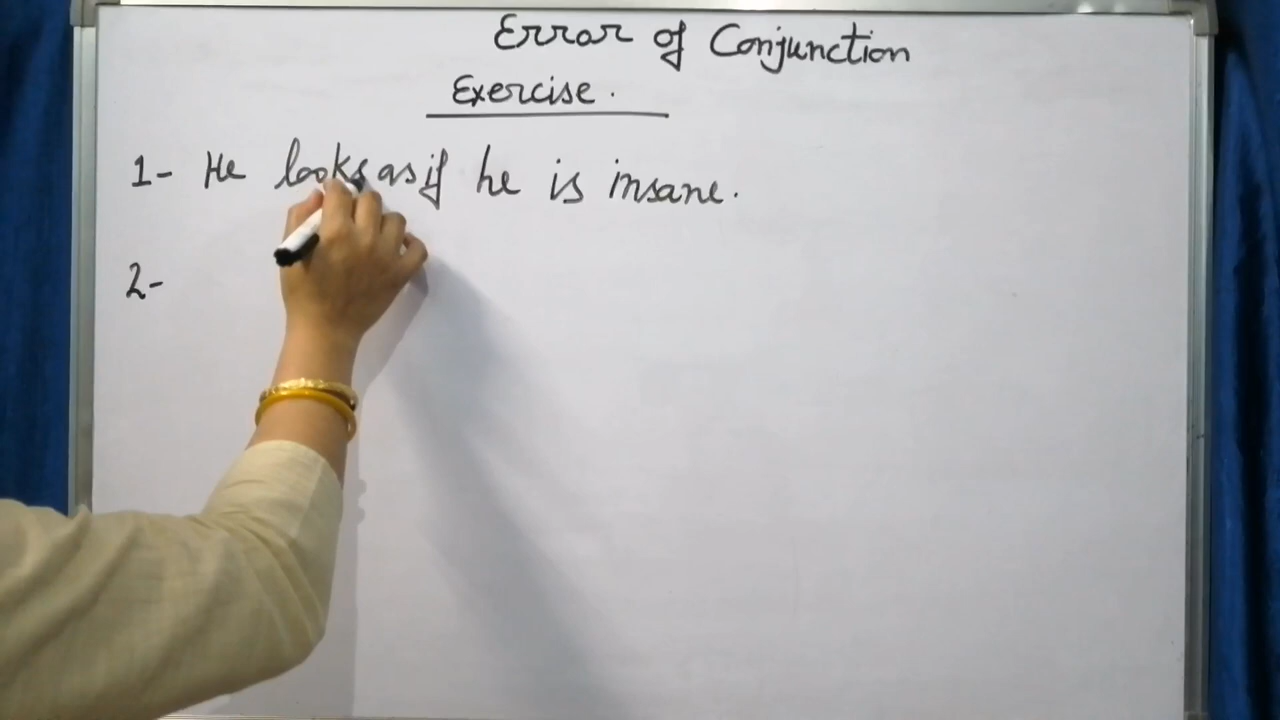 Error of Conjunction
Exercise.
1- He looks as if he is insane.
2-